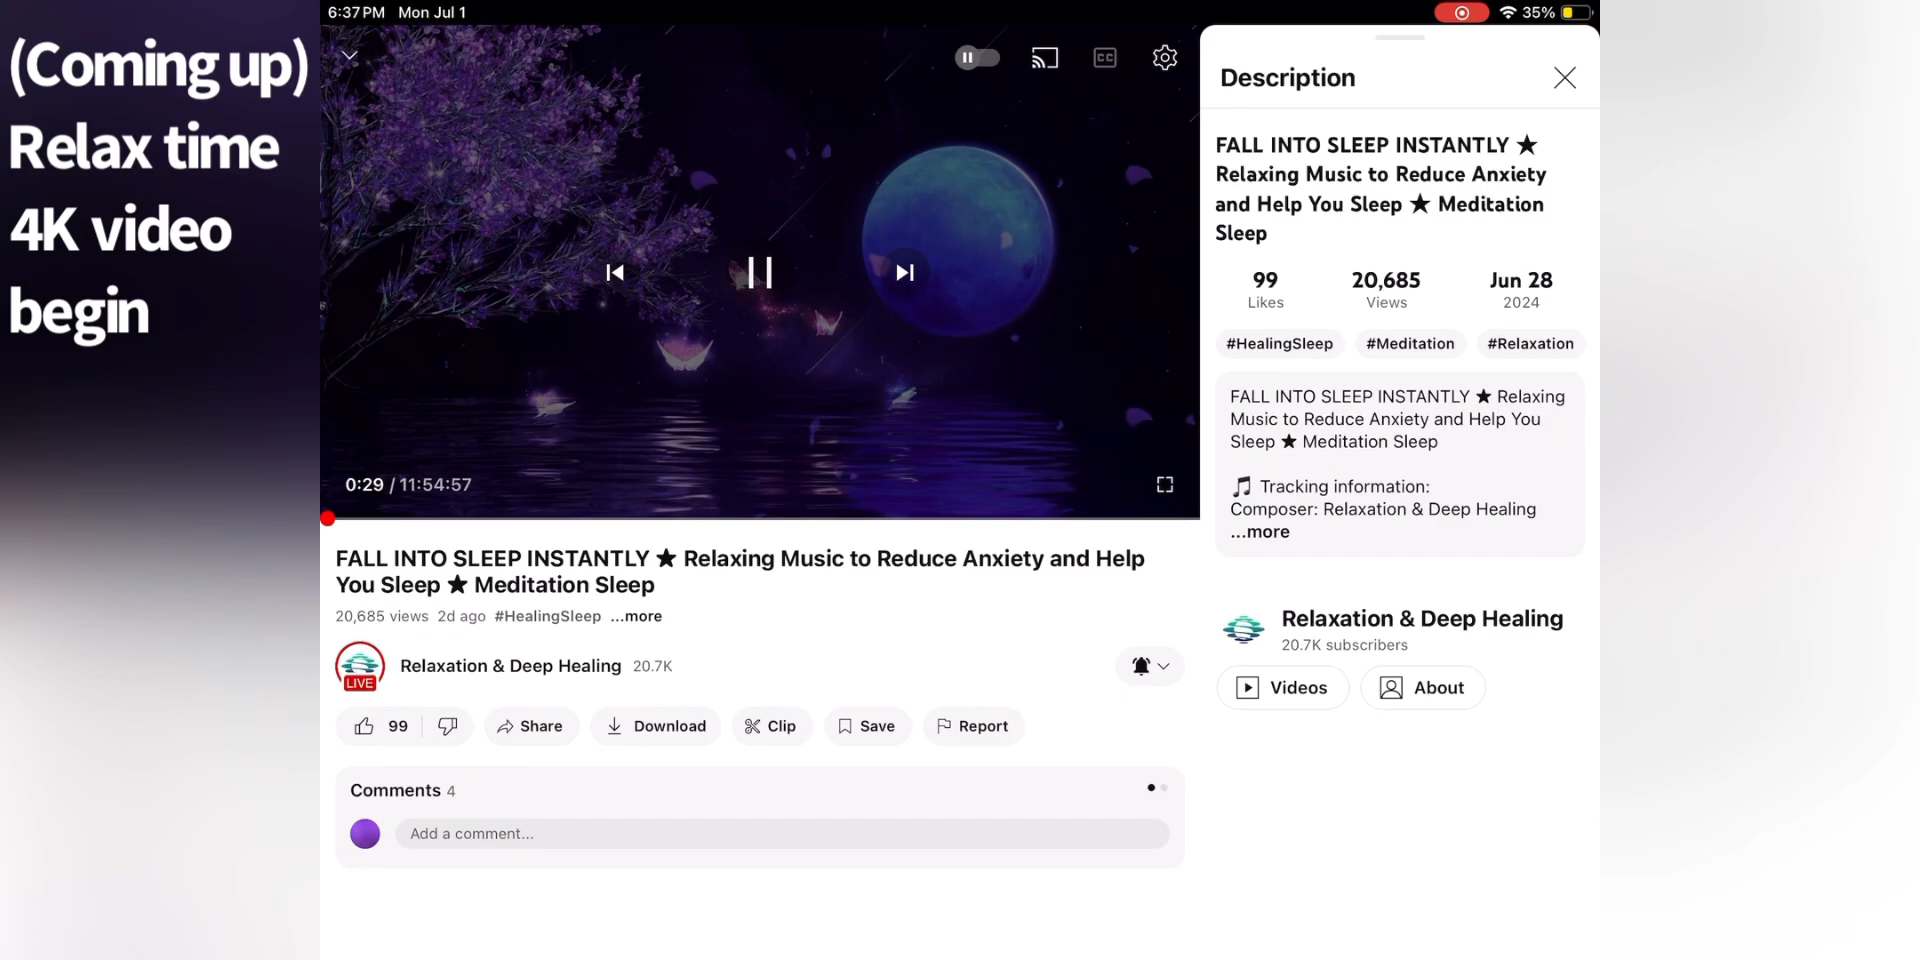 (Coming up)
Relax time
4K video
begin
6:37 PM Mon Jul 1
35%
CC
0:29 / 11:54:57
FALL INTO SLEEP INSTANTLY ★ Relaxing Music to Reduce Anxiety and Help
You Sleep ★ Meditation Sleep
20,685 views 2d ago #HealingSleep ...more
LIVE
Relaxation & Deep Healing 20.7K
99
Share
Download
Clip
Save
Report
Comments 4
Add a comment...
Description
FALL INTO SLEEP INSTANTLY ★
Relaxing Music to Reduce Anxiety
and Help You Sleep ★ Meditation
Sleep
99 20,685 Jun 28
Likes Views 2024
#HealingSleep #Meditation #Relaxation
FALL INTO SLEEP INSTANTLY ★ Relaxing
Music to Reduce Anxiety and Help You
Sleep ★ Meditation Sleep
🎵 Tracking information:
Composer: Relaxation & Deep Healing
...more
Relaxation & Deep Healing
20.7K subscribers
Videos
About